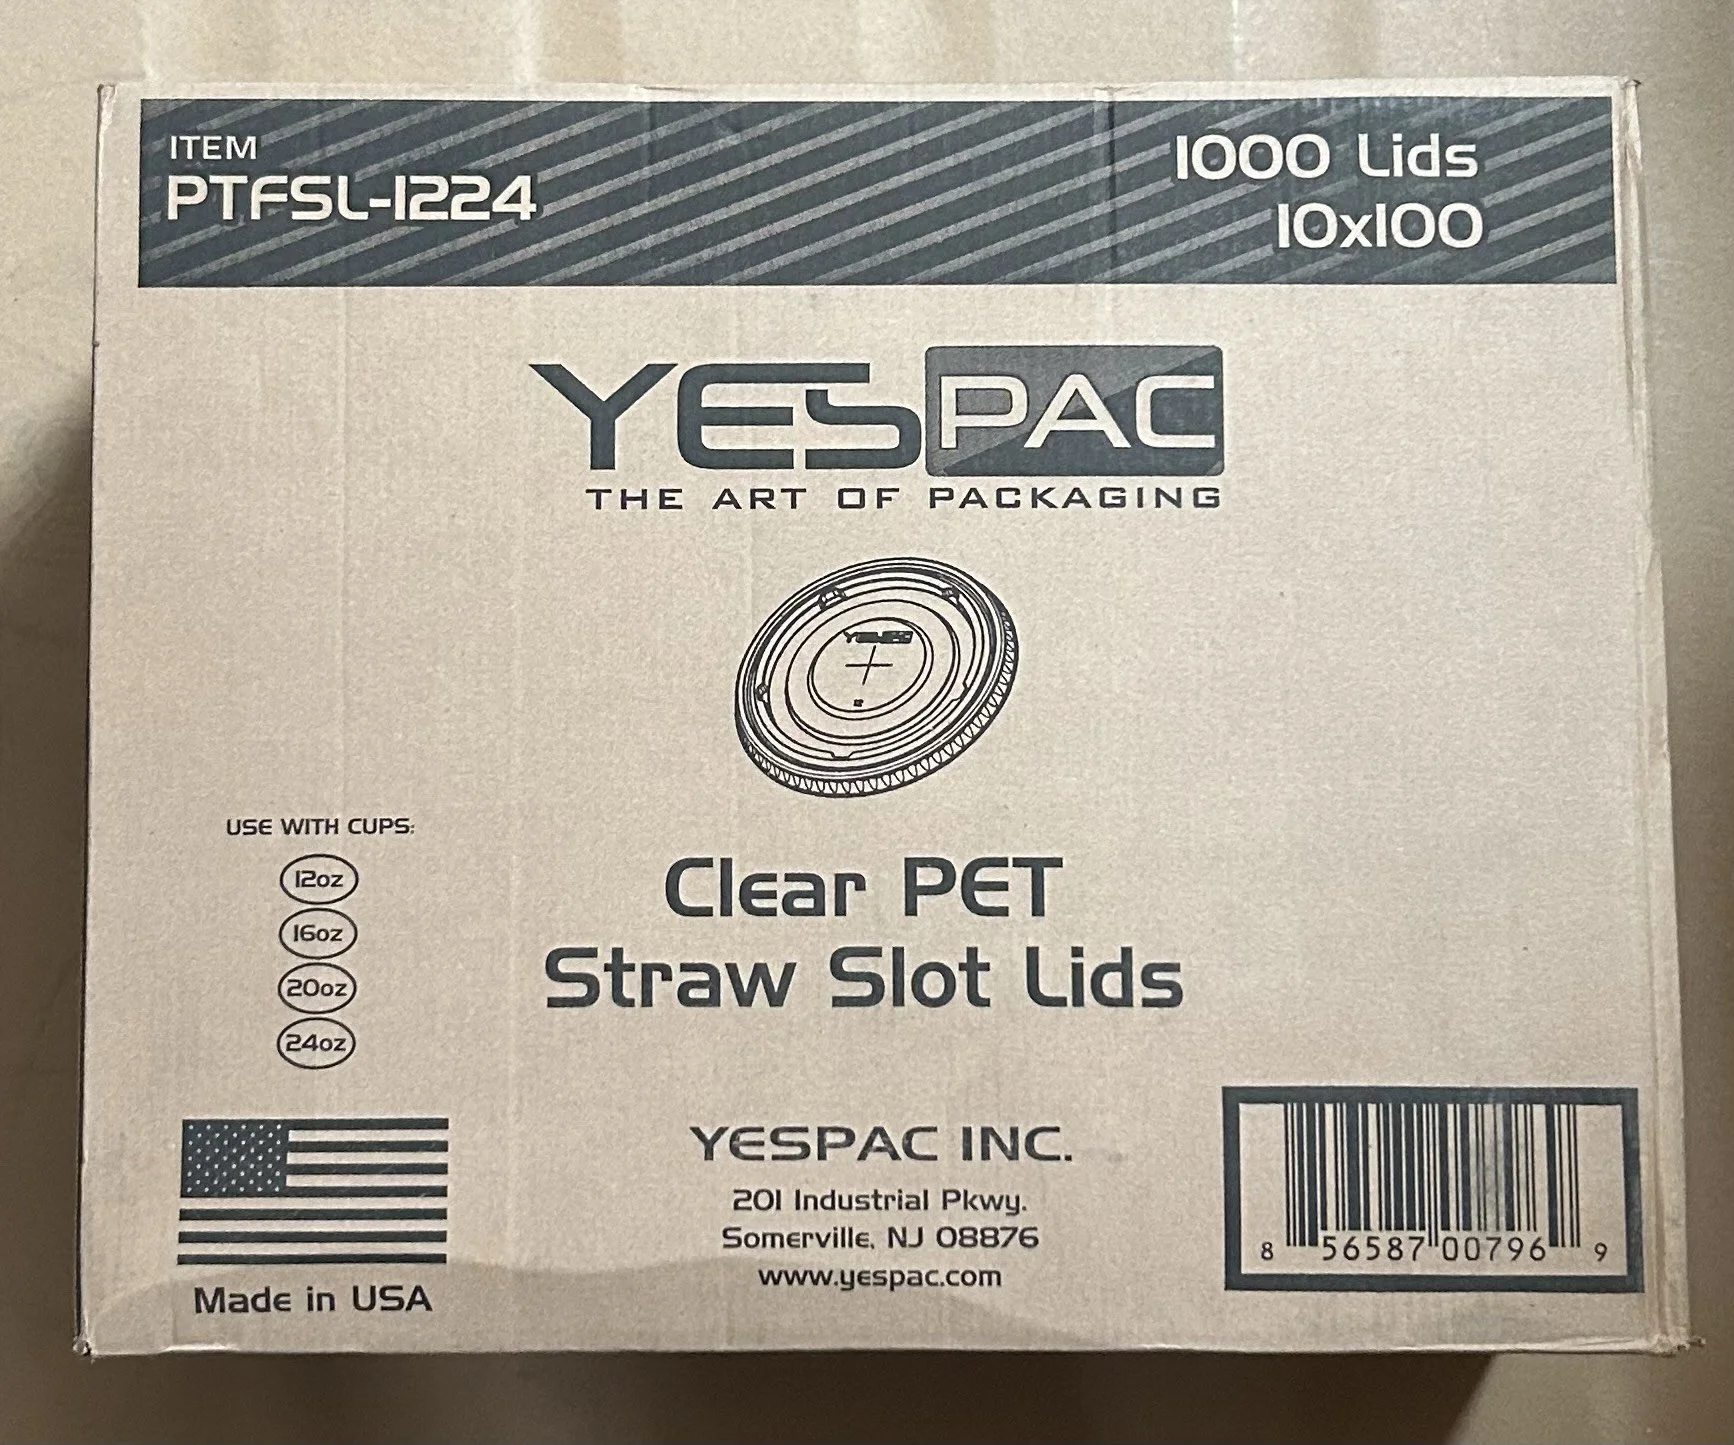 ITEM
PTFSL-1224
1000 Lids
10x100
YESPAC
THE ART OF PACKAGING
USE WITH CUPS:
12oz
16oz
20oz
24oz
Clear PET
Straw Slot Lids
Made in USA
YESPAC INC.
201 Industrial Pkwy.
Somerville, NJ 08876
www.yespac.com
8 56587 00796 9